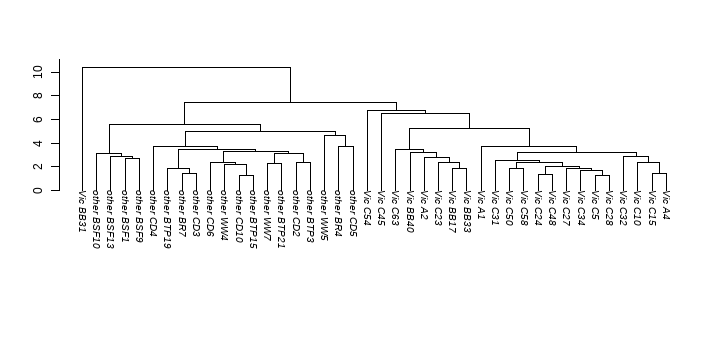 10
8
6
4
2
0
Vic BB31
other BSF10
other BSF13
other BSF1
other BSF9
other CD4
other BTP19
other BR7
other CD3
other CD6
other WW4
other CD10
other BTP15
other WW7
other BTP21
other CD2
other BTP3
other WW5
other BR4
other CD5
Vic C54
Vic C45
Vic C63
Vic BB40
Vic A2
Vic C23
Vic BB17
Vic BB33
Vic A1
Vic C31
Vic C50
Vic C58
Vic C24
Vic C48
Vic C27
Vic C34
Vic C5
Vic C28
Vic C32
Vic C10
Vic C15
Vic A4